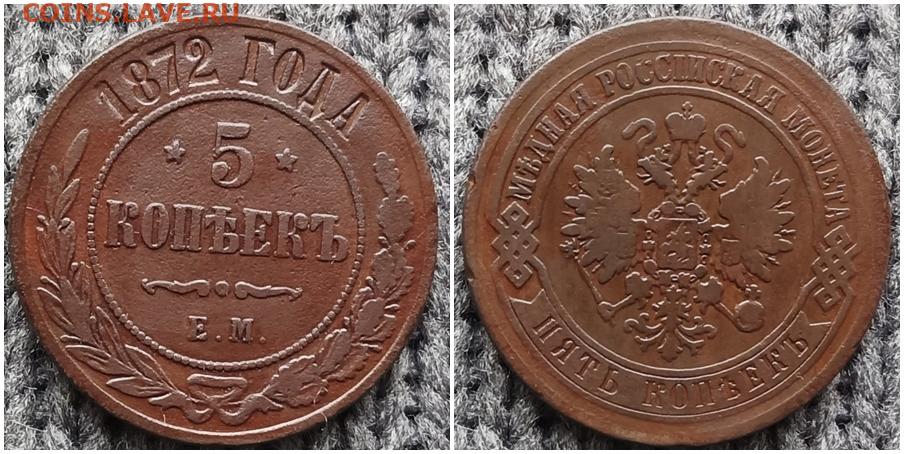 COINS.LAVE.RU
1872 ГОДА
5
КОПѢЕКЪ
Е.М.
МѢДНАЯ РОССІЙСКАЯ МОНЕТА
ПЯТЬ КОПѢЕКЪ